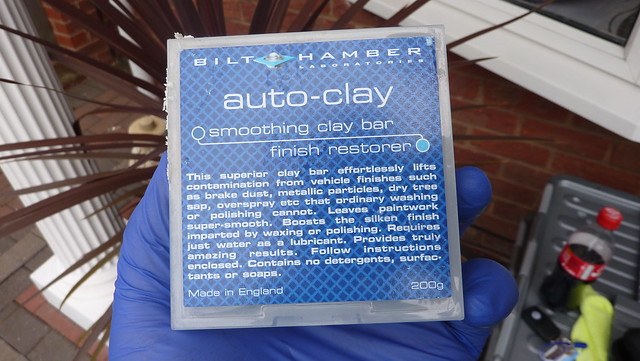 BILT HAMBER
LABORATORIES
auto-clay
smoothing clay bar
finish restorer
This superior clay bar effortlessly lifts
contamination from vehicle finishes such
as brake dust, metallic particles, dry tree
sap, overspray etc that ordinary washing
or polishing cannot. Leaves paintwork
super-smooth. Boosts the silken finish
imparted by waxing or polishing. Requires
just water as a lubricant. Provides truly
amazing results. Follow instructions
enclosed. Contains no detergents, surfac-
tants or soaps.
Made in England
200g